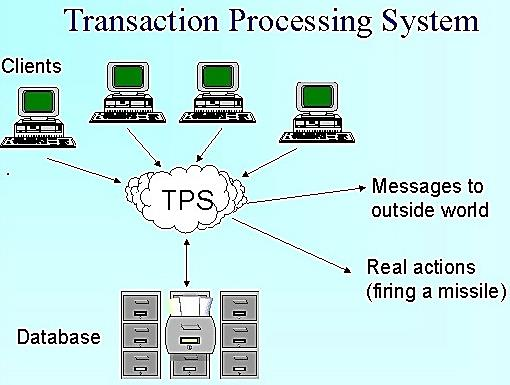 Transaction Processing System
Clients
TPS
Messages to
outside world
Real actions
(firing a missile)
Database